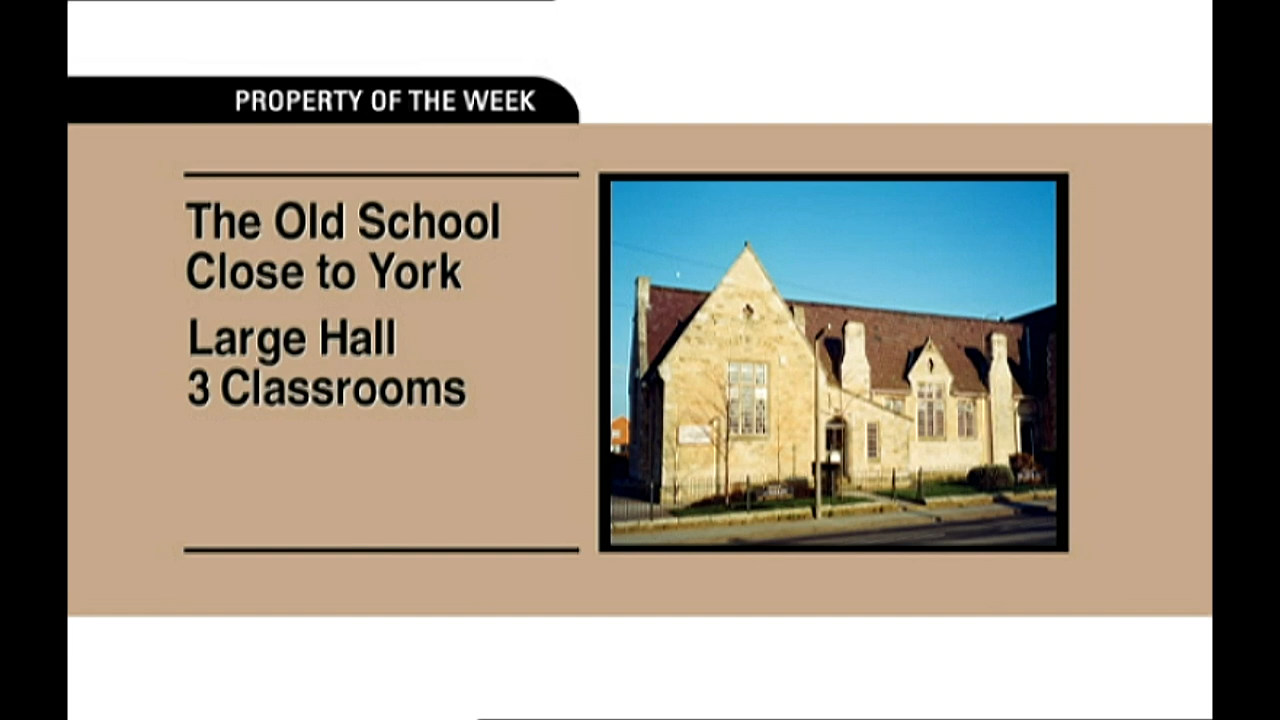 PROPERTY OF THE WEEK
The Old School
Close to York
Large Hall
3 Classrooms